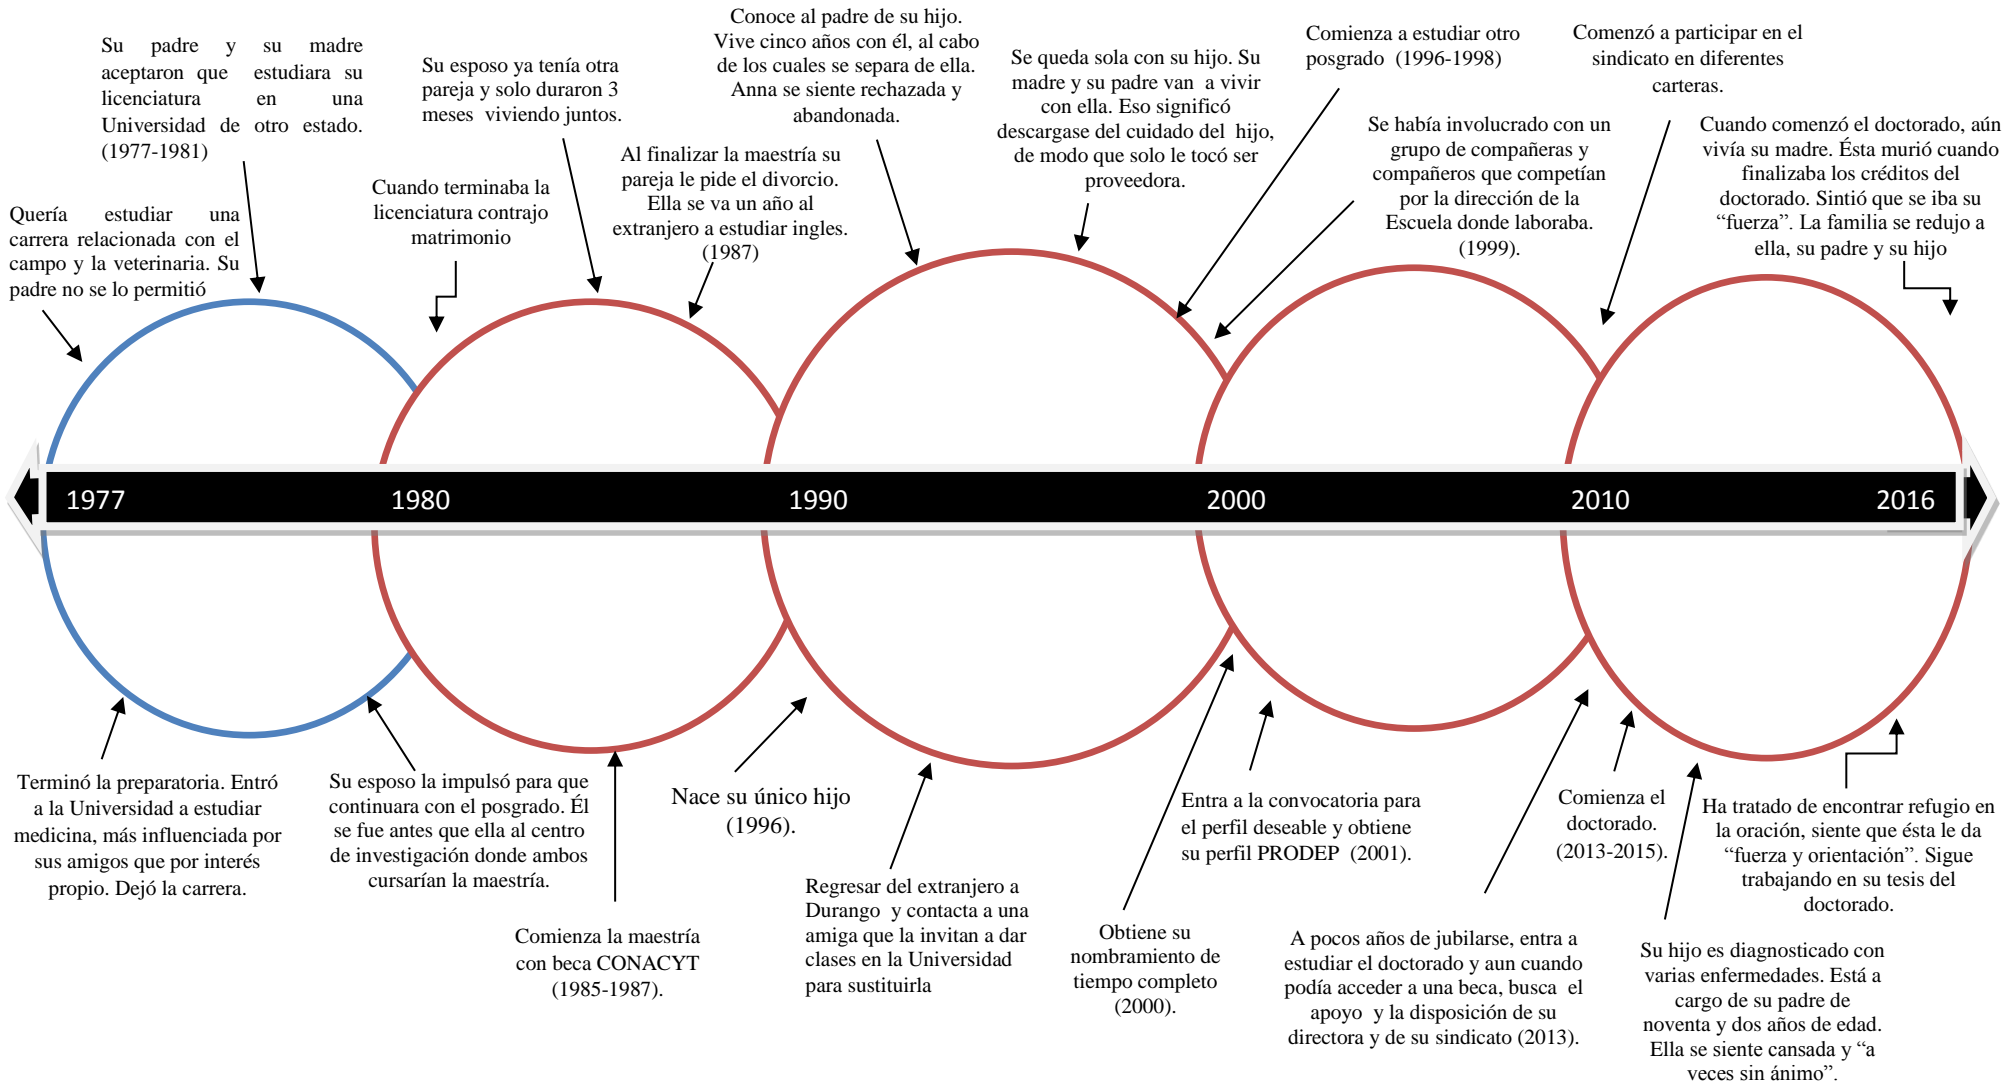 Su padre y su madre
aceptaron que estudiara su
licenciatura en una
Universidad de otro estado.
(1977-1981)
Quería estudiar una
carrera relacionada con el
campo y la veterinaria. Su
padre no se lo permitió
Cuando terminaba la
licenciatura contrajo
matrimonio
Su esposo ya tenía otra
pareja y solo duraron 3
meses viviendo juntos.
Al finalizar la maestría su
pareja le pide el divorcio.
Ella se va un año al
extranjero a estudiar ingles.
(1987)
Conoce al padre de su hijo.
Vive cinco años con él, al cabo
de los cuales se separa de ella.
Anna se siente rechazada y
abandonada.
Se queda sola con su hijo. Su
madre y su padre van a vivir
con ella. Eso significó
descargase del cuidado del hijo,
de modo que solo le tocó ser
proveedora.
Comienza a estudiar otro
posgrado (1996-1998)
Se había involucrado con un
grupo de compañeras y
compañeros que competían
por la dirección de la
Escuela donde laboraba.
(1999).
Comenzó a participar en el
sindicato en diferentes
carteras.
Cuando comenzó el doctorado, aún
vivía su madre. Ésta murió cuando
finalizaba los créditos del
doctorado. Sintió que se iba su
“fuerza”. La familia se redujo a
ella, su padre y su hijo
1977 1980 1990 2000 2010 2016
Terminó la preparatoria. Entró
a la Universidad a estudiar
medicina, más influenciada por
sus amigos que por interés
propio. Dejó la carrera.
Su esposo la impulsó para que
continuara con el posgrado. Él
se fue antes que ella al centro
de investigación donde ambos
cursarían la maestría.
Comienza la maestría
con beca CONACYT
(1985-1987).
Nace su único hijo
(1996).
Regresar del extranjero a
Durango y contacta a una
amiga que la invitan a dar
clases en la Universidad
para sustituirla
Obtiene su
nombramiento de
tiempo completo
(2000).
Entra a la convocatoria para
el perfil deseable y obtiene
su perfil PRODEP (2001).
A pocos años de jubilarse, entra a
estudiar el doctorado y aun cuando
podía acceder a una beca, busca el
apoyo y la disposición de su
directora y de su sindicato (2013).
Comienza el
doctorado.
(2013-2015).
Su hijo es diagnosticado con
varias enfermedades. Está a
cargo de su padre de
noventa y dos años de edad.
Ella se siente cansada y “a
veces sin ánimo”.
Ha tratado de encontrar refugio en
la oración, siente que ésta le da
“fuerza y orientación”. Sigue
trabajando en su tesis del
doctorado.